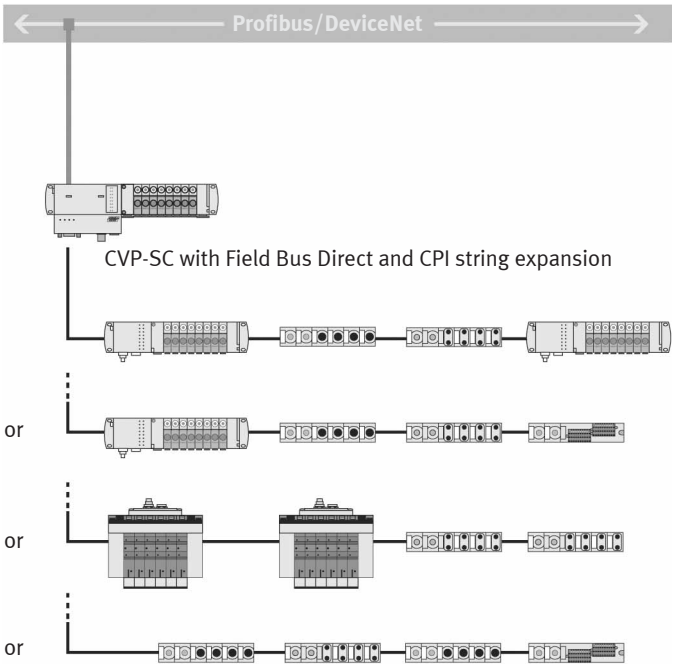 Profibus/DeviceNet
CVP-SC with Field Bus Direct and CPI string expansion
or
or
or